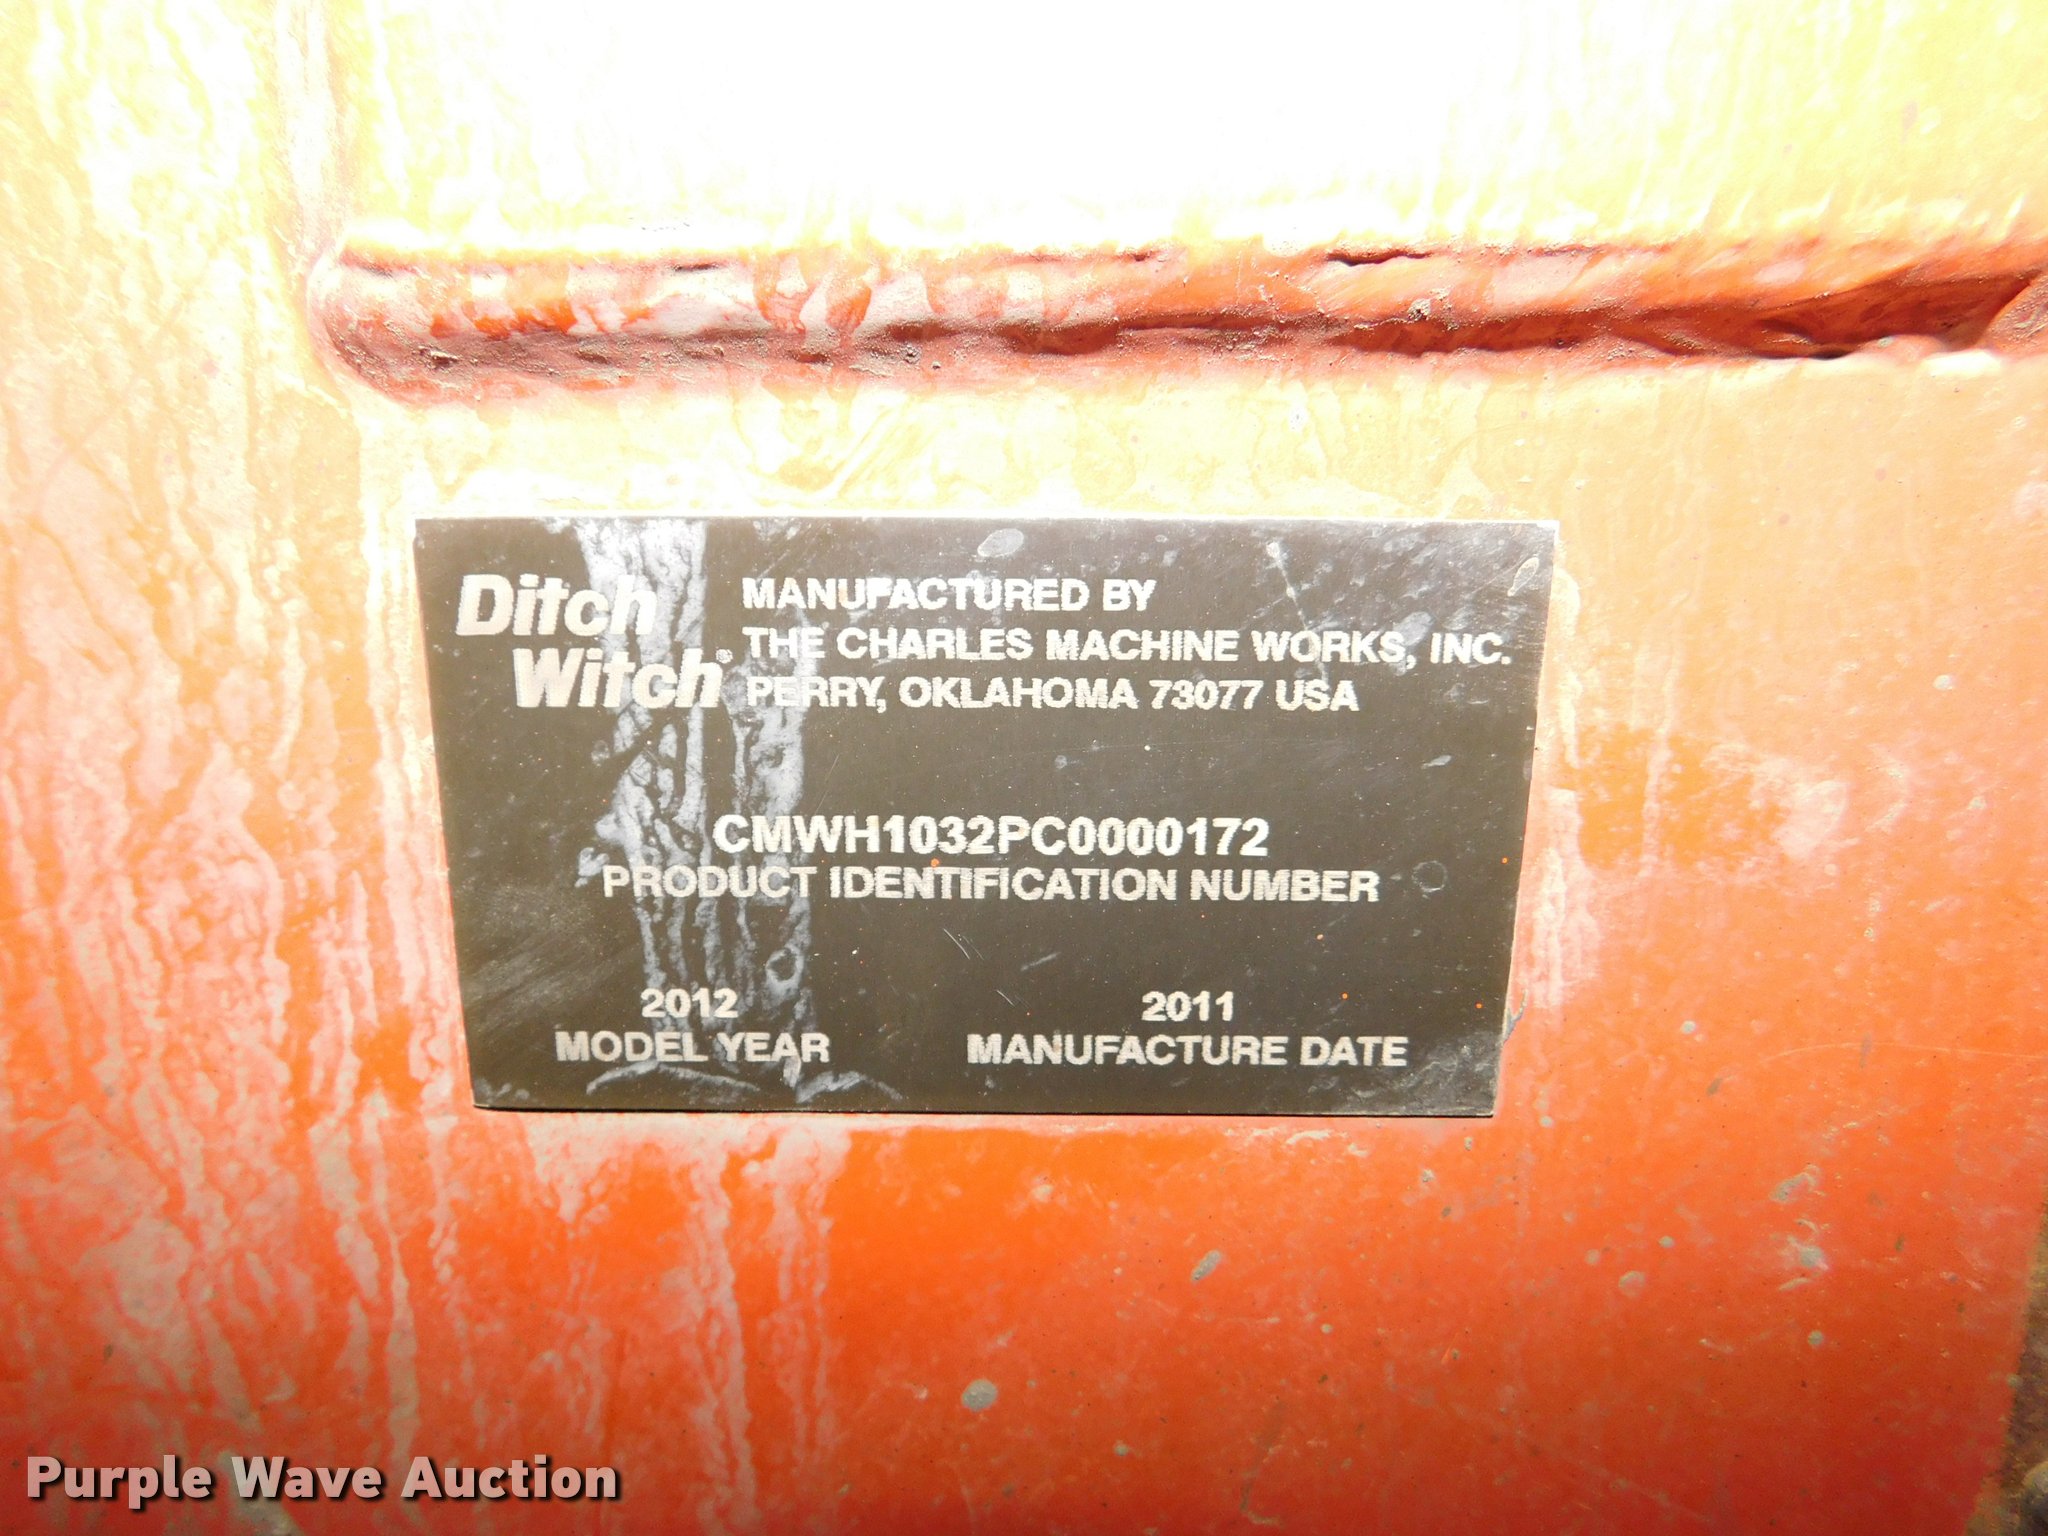 Ditch
Witch®
MANUFACTURED BY
THE CHARLES MACHINE WORKS, INC.
PERRY, OKLAHOMA 73077 USA
CMWH1032PC0000172
PRODUCT IDENTIFICATION NUMBER
2012
MODEL YEAR
2011
MANUFACTURE DATE
Purple Wave Auction